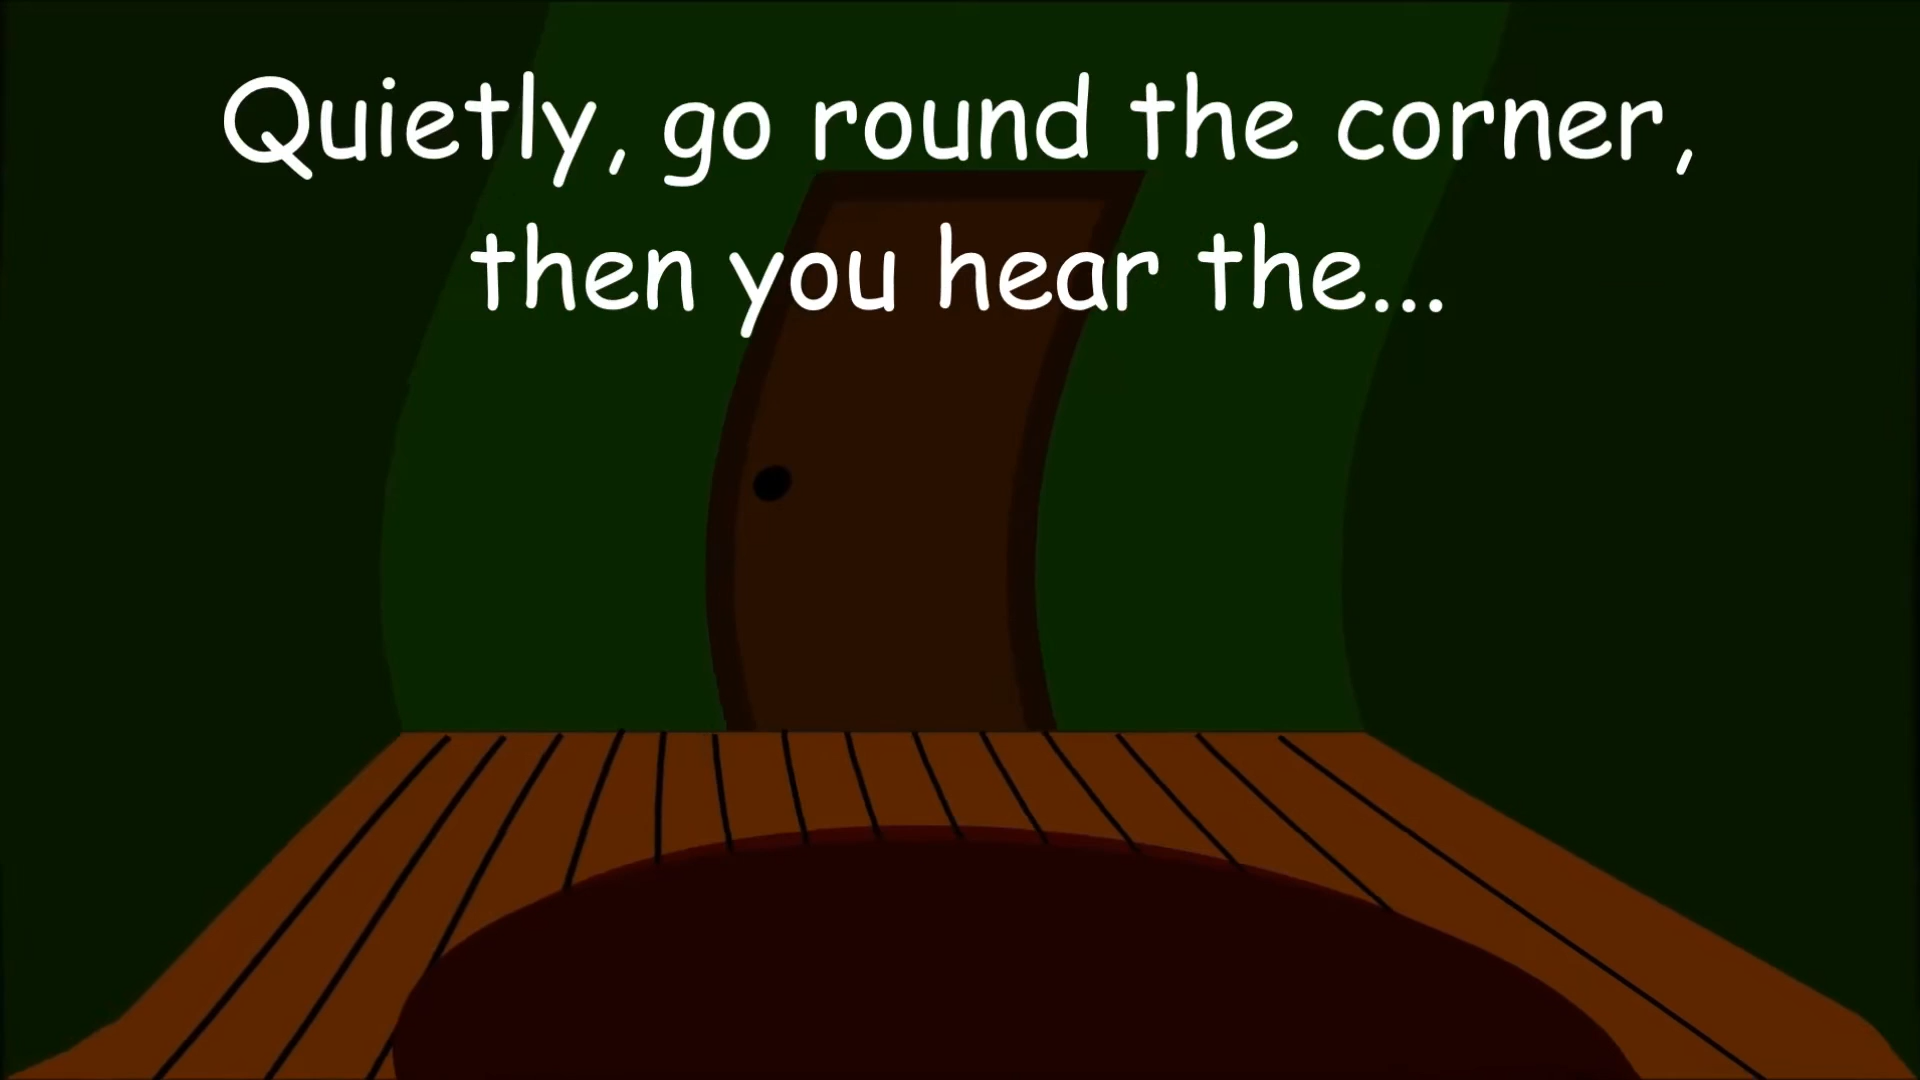 Quietly, go round the corner,
then you hear the...